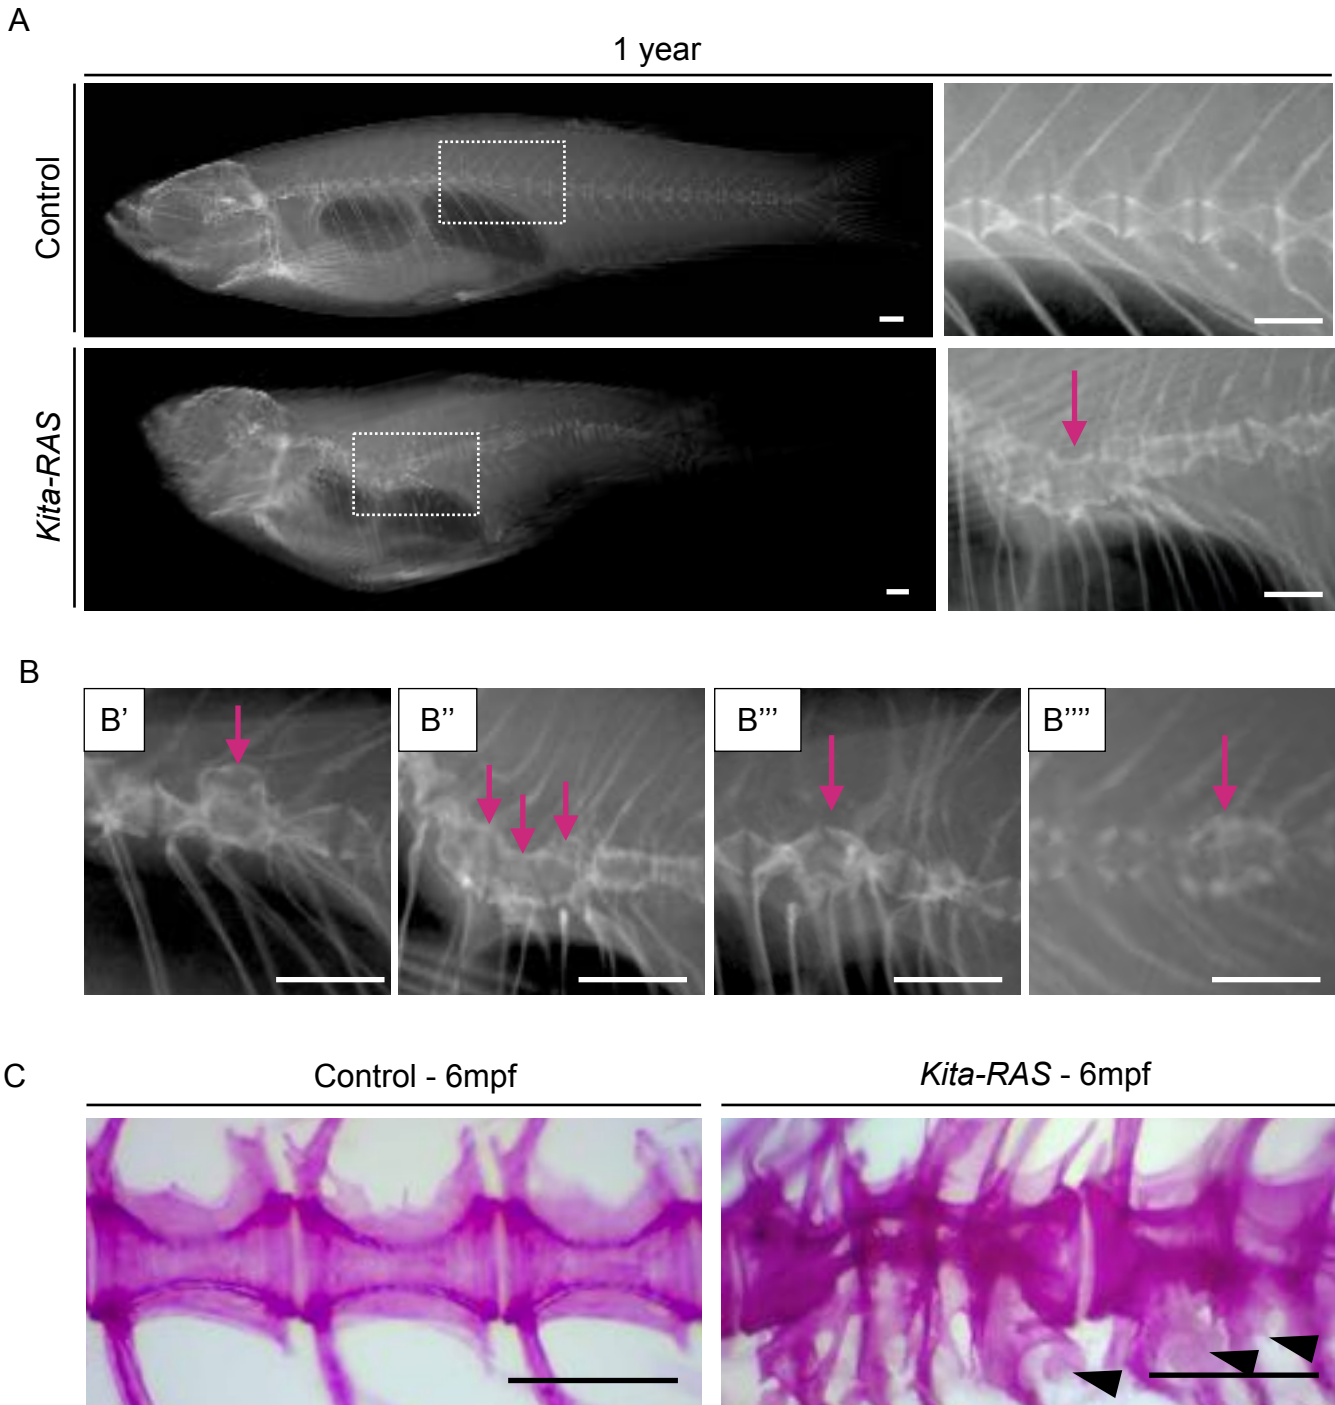 A
1 year
Control
Kita-RAS
B
B’
B’’
B’’’
B’’’’
C
Control - 6mpf
Kita-RAS - 6mpf